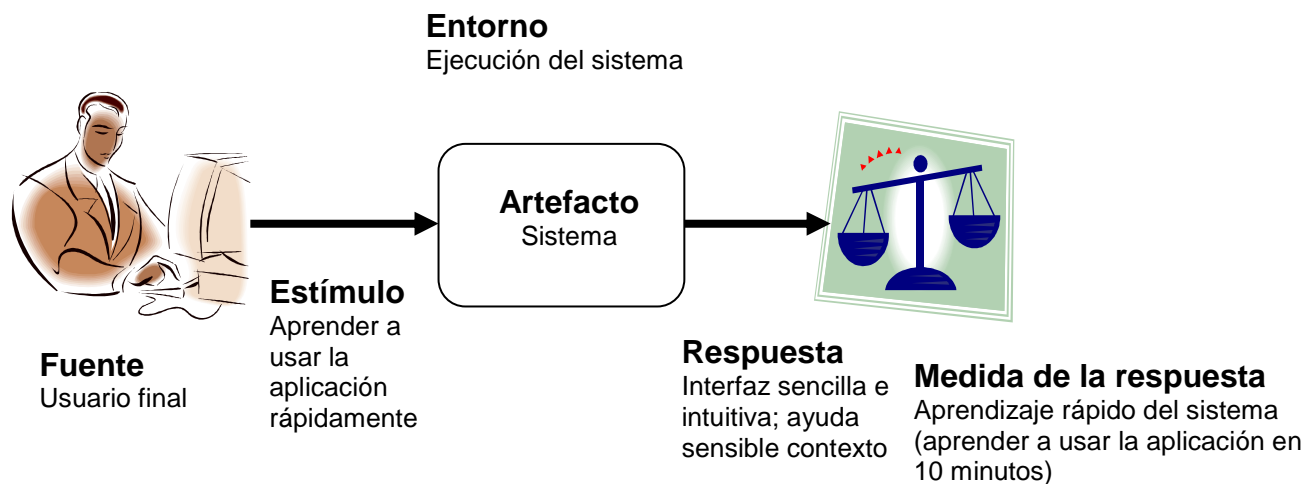 Entorno
Ejecución del sistema
Artefacto
Sistema
Estímulo
Aprender a
usar la
aplicación
rápidamente
Fuente
Usuario final
Respuesta
Interfaz sencilla e
intuitiva; ayuda
sensible contexto
Medida de la respuesta
Aprendizaje rápido del sistema
(aprender a usar la aplicación en
10 minutos)